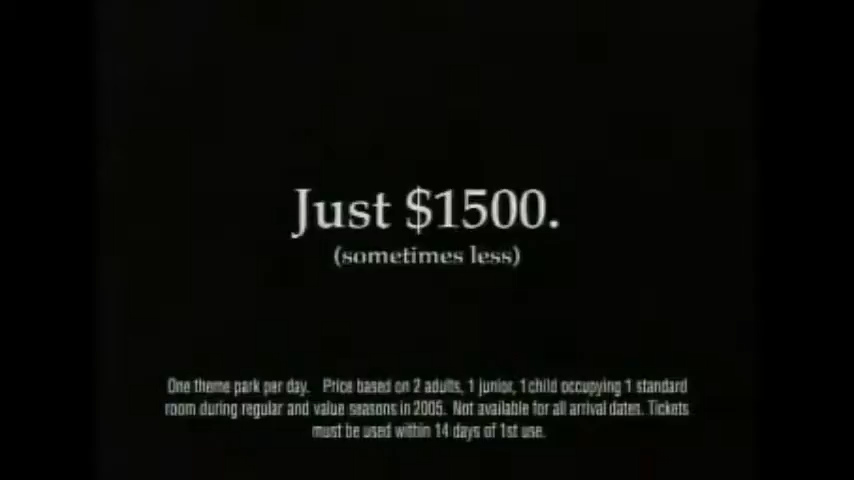 Just $1500.
(sometimes less)
One theme park per day. Price based on 2 adults, 1 junior, 1 child occupying 1 standard
room during regular and value seasons in 2005. Not available for all arrival dates. Tickets
must be used within 14 days of 1st use.